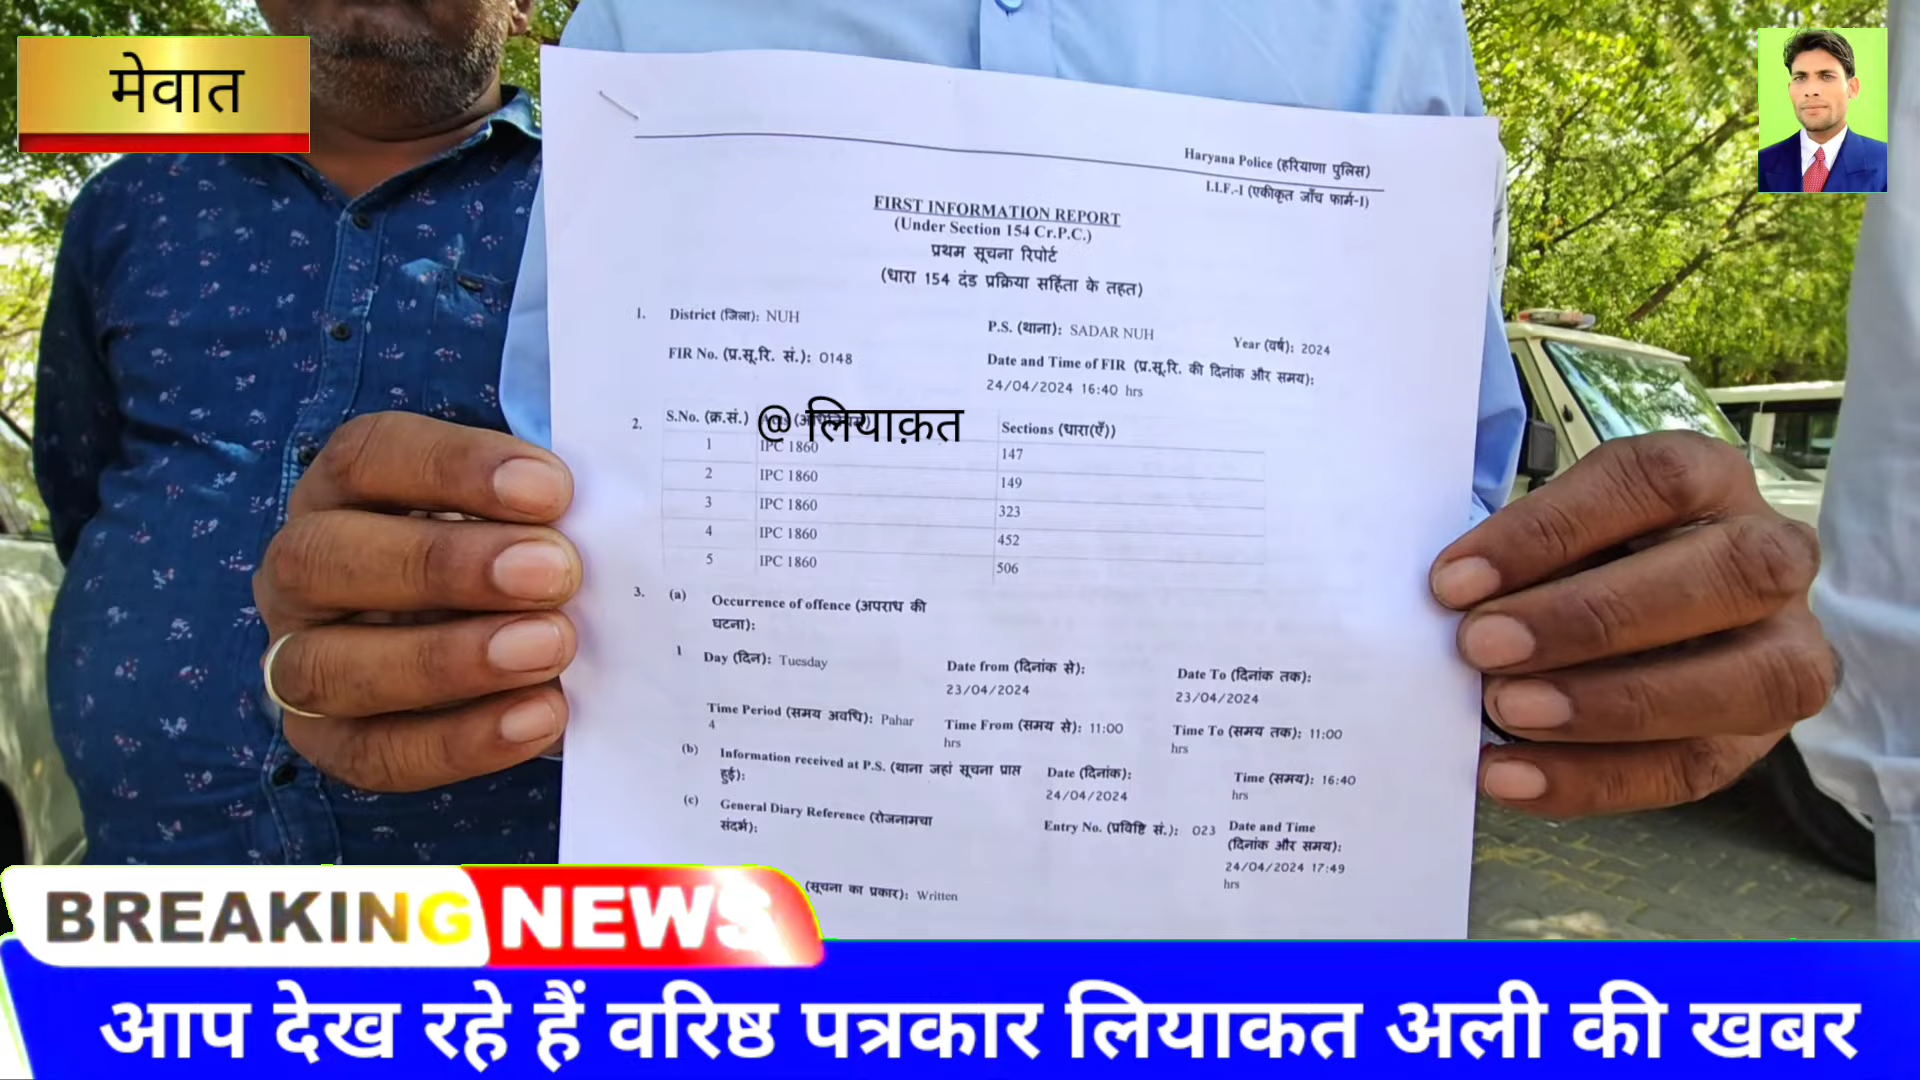 मेवात
Haryana Police (हरियाणा पुलिस)
I.I.F.-I (एकीकृत जाँच फार्म-I)
FIRST INFORMATION REPORT
(Under Section 154 Cr.P.C.)
प्रथम सूचना रिपोर्ट
(धारा 154 दंड प्रक्रिया सहिंता के तहत)
1. District (जिला): NUH P.S. (थाना): SADAR NUH Year (वर्ष): 2024
FIR No. (प्र.सू.रि. सं.): 0148 Date and Time of FIR (प्र.सू.रि. की दिनांक और समय):
24/04/2024 16:40 hrs
2. S.No. (क्र.सं.) @ लियाक़त Sections (धारा(एँ))
1 IPC 1860 147
2 IPC 1860 149
3 IPC 1860 323
4 IPC 1860 452
5 IPC 1860 506
3. (a) Occurrence of offence (अपराध की
घटना):
1 Day (दिन): Tuesday Date from (दिनांक से): Date To (दिनांक तक):
23/04/2024 23/04/2024
Time Period (समय अवधि): Pahar Time From (समय से): 11:00 Time To (समय तक): 11:00
4 hrs hrs
(b) Information received at P.S. (थाना जहां सूचना प्राप्त Date (दिनांक): Time (समय): 16:40
हुई): 24/04/2024 hrs
(c) General Diary Reference (रोजनामचा Entry No. (प्रविष्टि सं.): 023 Date and Time
संदर्भ): (दिनांक और समय):
24/04/2024 17:49
hrs
(सूचना का प्रकार): Written
BREAKING NEWS
आप देख रहे हैं वरिष्ठ पत्रकार लियाकत अली की खबर